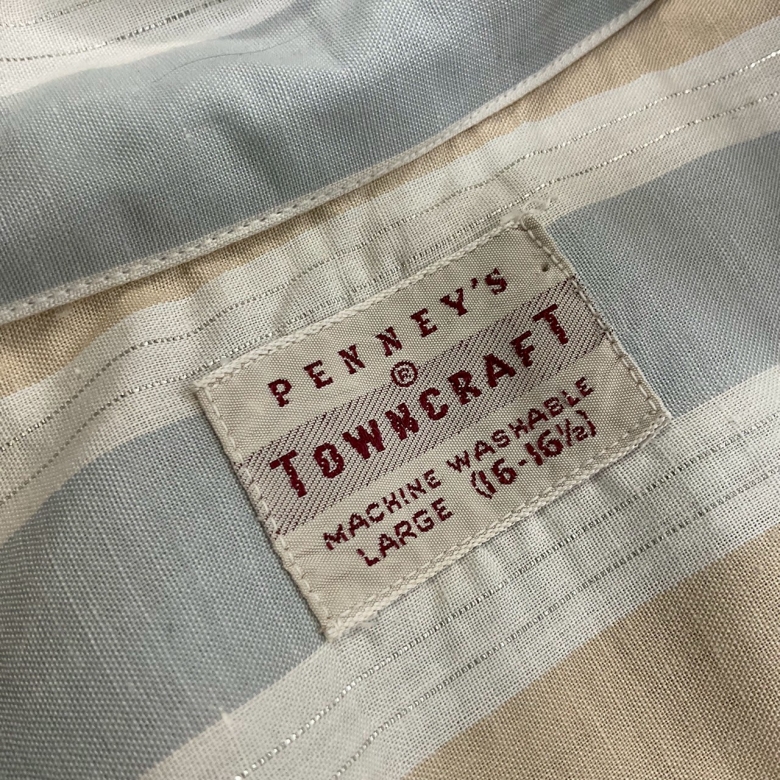 PENNEY'S
®
TOWNCRAFT
MACHINE WASHABLE
LARGE (16-16½)